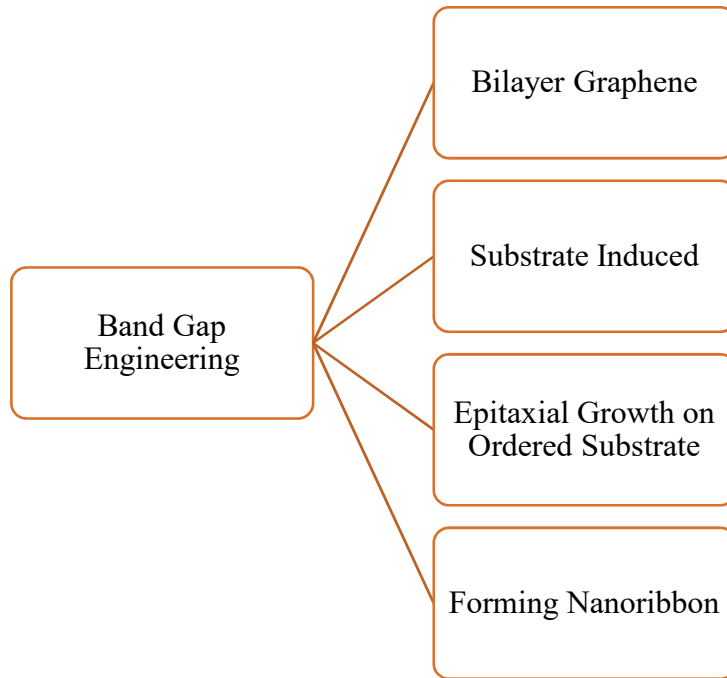 Band Gap
Engineering
Bilayer Graphene
Substrate Induced
Epitaxial Growth on
Ordered Substrate
Forming Nanoribbon